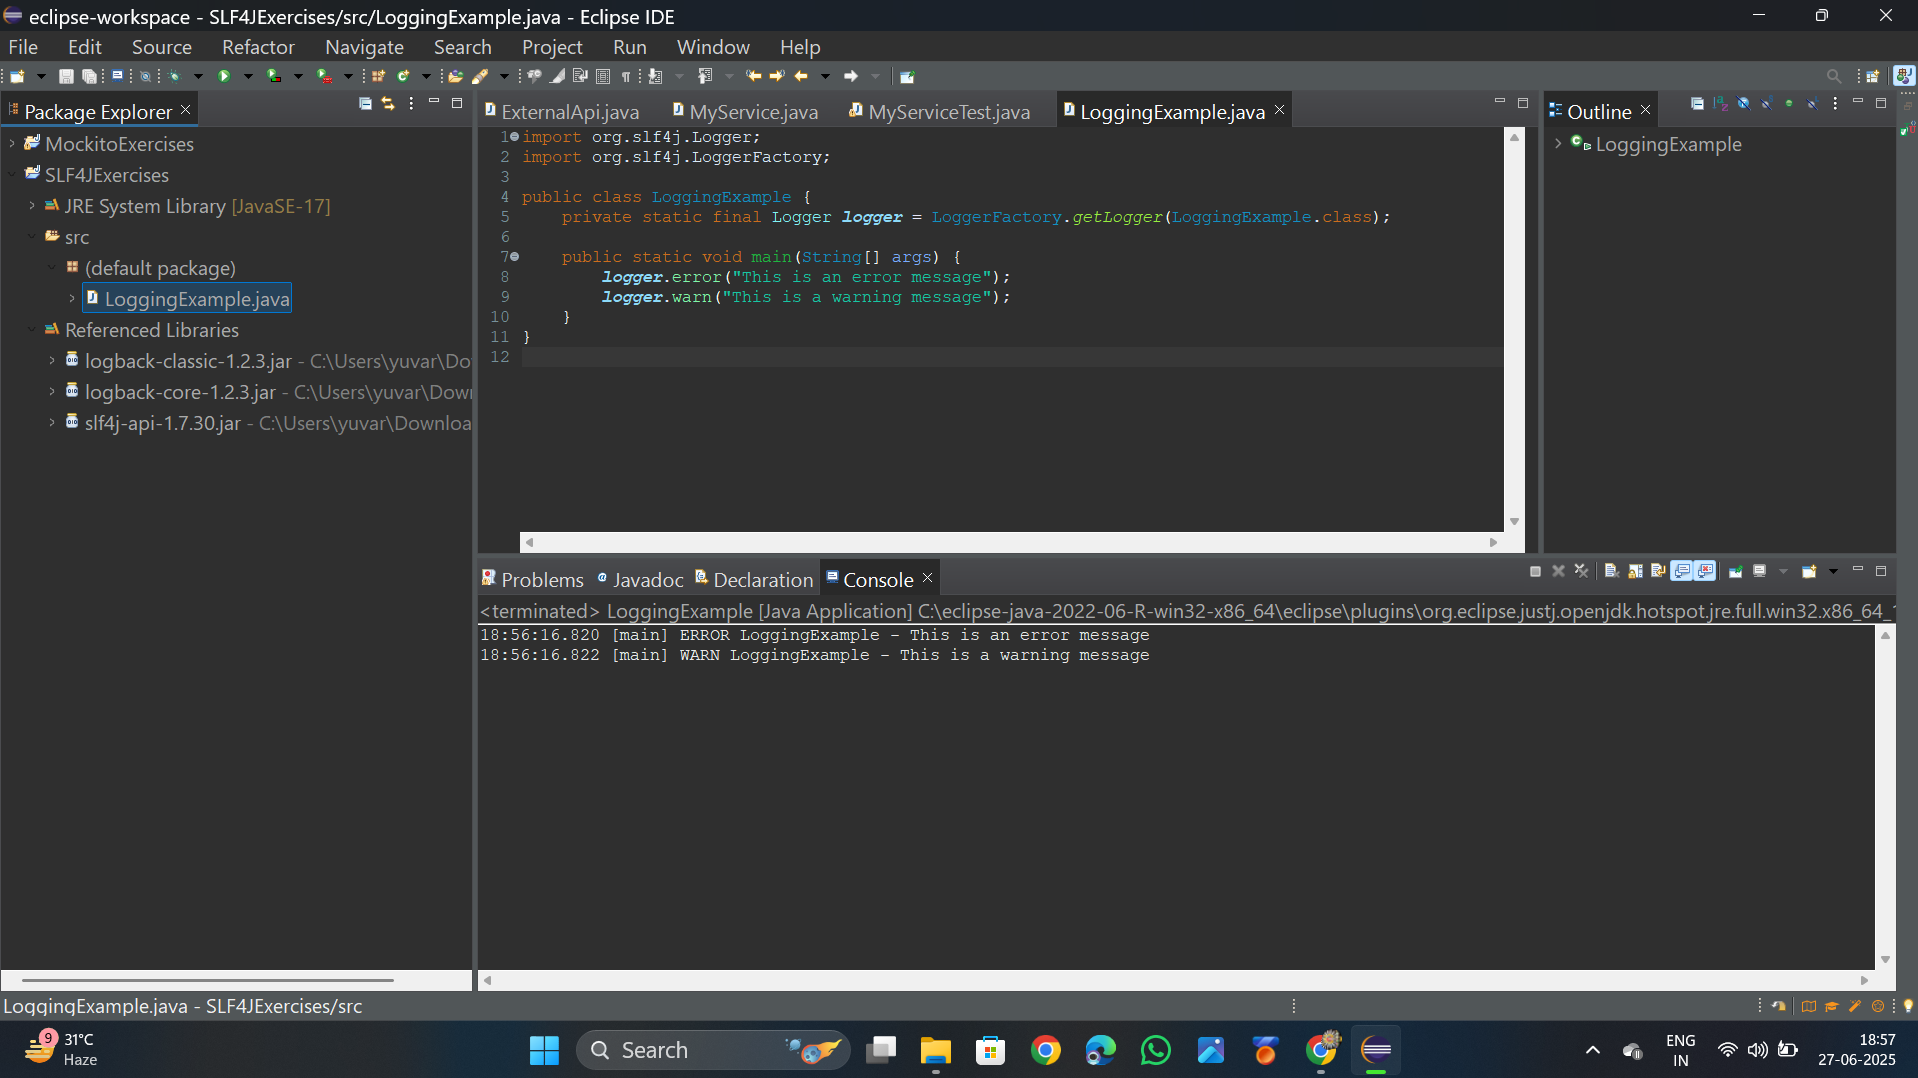 eclipse-workspace - SLF4JExercises/src/LoggingExample.java - Eclipse IDE
File Edit Source Refactor Navigate Search Project Run Window Help
Package Explorer
MockitoExercises
SLF4JExercises
JRE System Library [JavaSE-17]
src
(default package)
LoggingExample.java
Referenced Libraries
logback-classic-1.2.3.jar - C:\Users\yuvar\Do
logback-core-1.2.3.jar - C:\Users\yuvar\Dow
slf4j-api-1.7.30.jar - C:\Users\yuvar\Downloa
ExternalApi.java MyService.java MyServiceTest.java LoggingExample.java
1 import org.slf4j.Logger;
2 import org.slf4j.LoggerFactory;
3
4 public class LoggingExample {
5 private static final Logger logger = LoggerFactory.getLogger(LoggingExample.class);
6
7 public static void main(String[] args) {
8 logger.error("This is an error message");
9 logger.warn("This is a warning message");
10 }
11 }
12
Outline
LoggingExample
Problems Javadoc Declaration Console
<terminated> LoggingExample [Java Application] C:\eclipse-java-2022-06-R-win32-x86_64\eclipse\plugins\org.eclipse.justj.openjdk.hotspot.jre.full.win32.x86_64_
18:56:16.820 [main] ERROR LoggingExample - This is an error message
18:56:16.822 [main] WARN LoggingExample - This is a warning message
LoggingExample.java - SLF4JExercises/src
9
31°C
Haze
Search
ENG
IN
18:57
27-06-2025